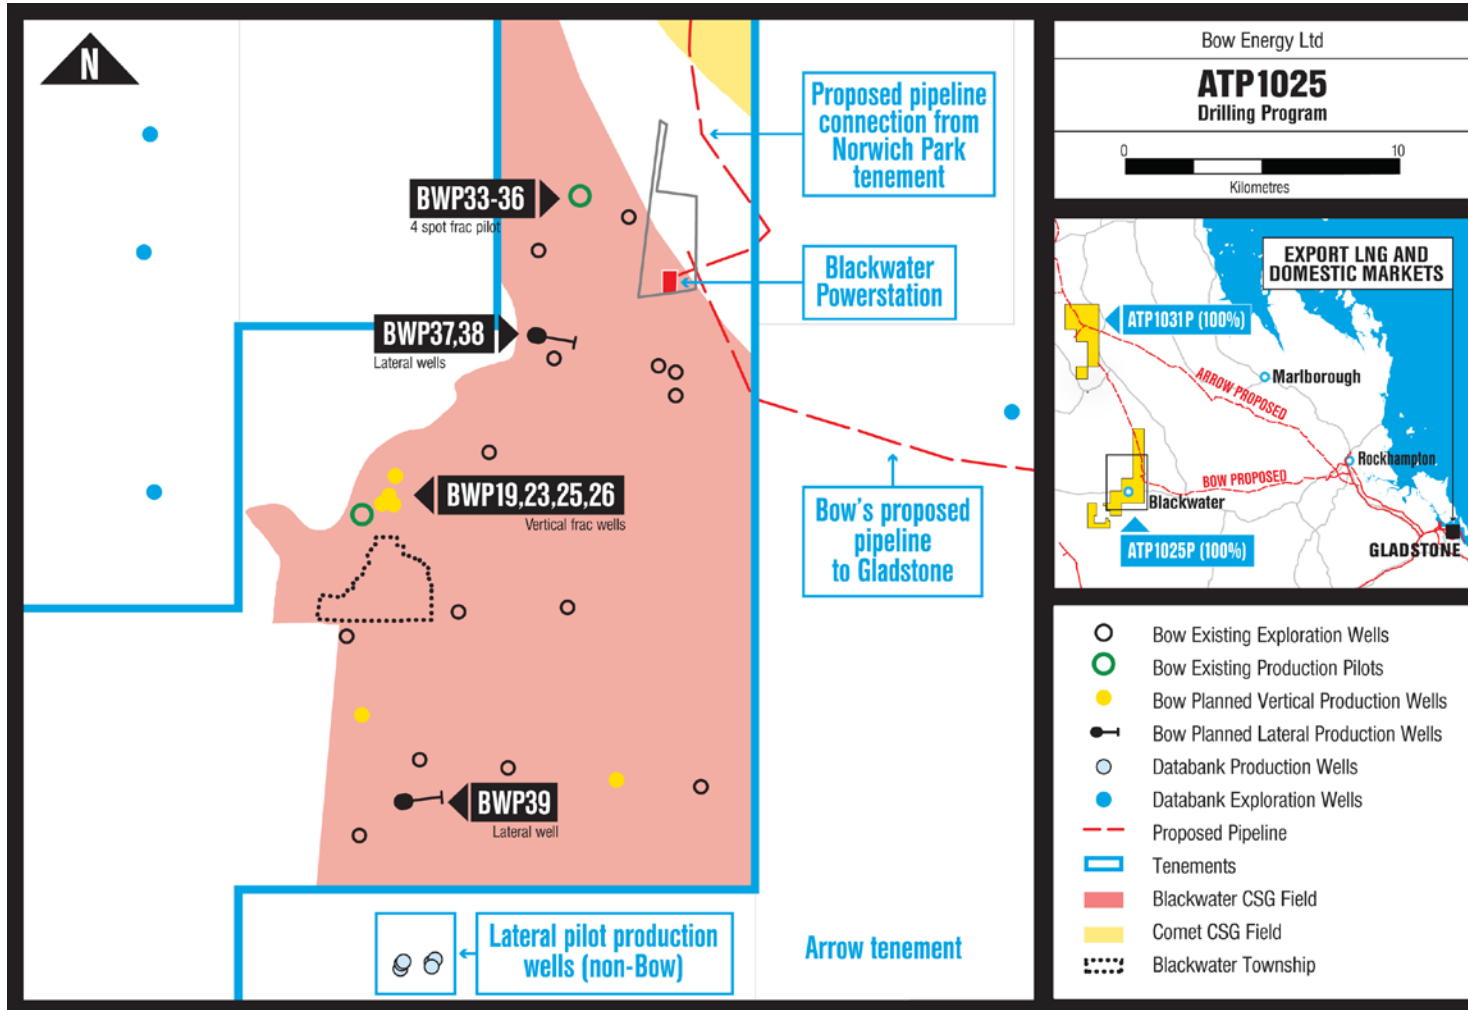 N
BWP33-36
4 spot frac pilot
BWP37,38
Lateral wells
BWP19,23,25,26
Vertical frac wells
BWP39
Lateral well
Proposed pipeline
connection from
Norwich Park
tenement
Blackwater
Powerstation
Bow's proposed
pipeline
to Gladstone
Lateral pilot production
wells (non-Bow)
Arrow tenement
Bow Energy Ltd
ATP1025
Drilling Program
0 10
Kilometres
EXPORT LNG AND
DOMESTIC MARKETS
ATP1031P (100%)
Marlborough
ARROW PROPOSED
Rockhampton
BOW PROPOSED
Blackwater
GLADSTONE
ATP1025P (100%)
Bow Existing Exploration Wells
Bow Existing Production Pilots
Bow Planned Vertical Production Wells
Bow Planned Lateral Production Wells
Databank Production Wells
Databank Exploration Wells
Proposed Pipeline
Tenements
Blackwater CSG Field
Comet CSG Field
Blackwater Township